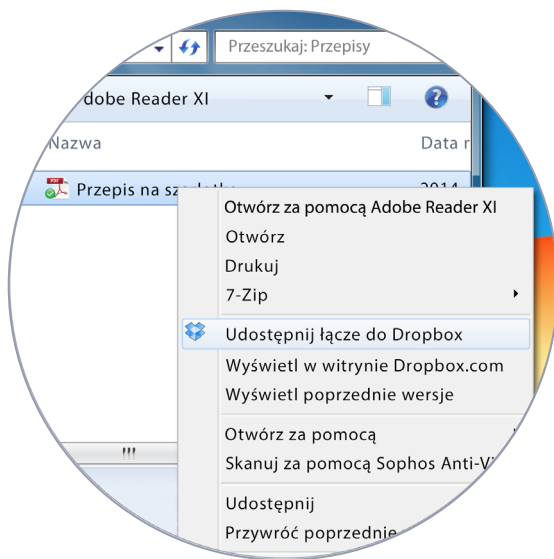 Przeszukaj: Przepisy
dobe Reader XI
Nazwa
Data
PDF
Przepis na
2014
Otwórz za pomocą Adobe Reader XI
Otwórz
Drukuj
7-Zip
Udostępnij łącze do Dropbox
Wyświetl w witrynie Dropbox.com
Wyświetl poprzednie wersje
Otwórz za pomocą
Skanuj za pomocą Sophos Anti-Vi
Udostępnij
Przywróć poprzednie